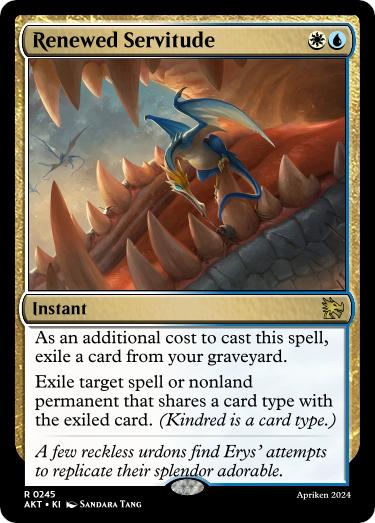 Renewed Servitude
Instant
As an additional cost to cast this spell,
exile a card from your graveyard.
Exile target spell or nonland
permanent that shares a card type with
the exiled card. (Kindred is a card type.)
A few reckless urdons find Erys' attempts
to replicate their splendor adorable.
R 0245
Apriken 2024
AKT • KI SANDARA TANG